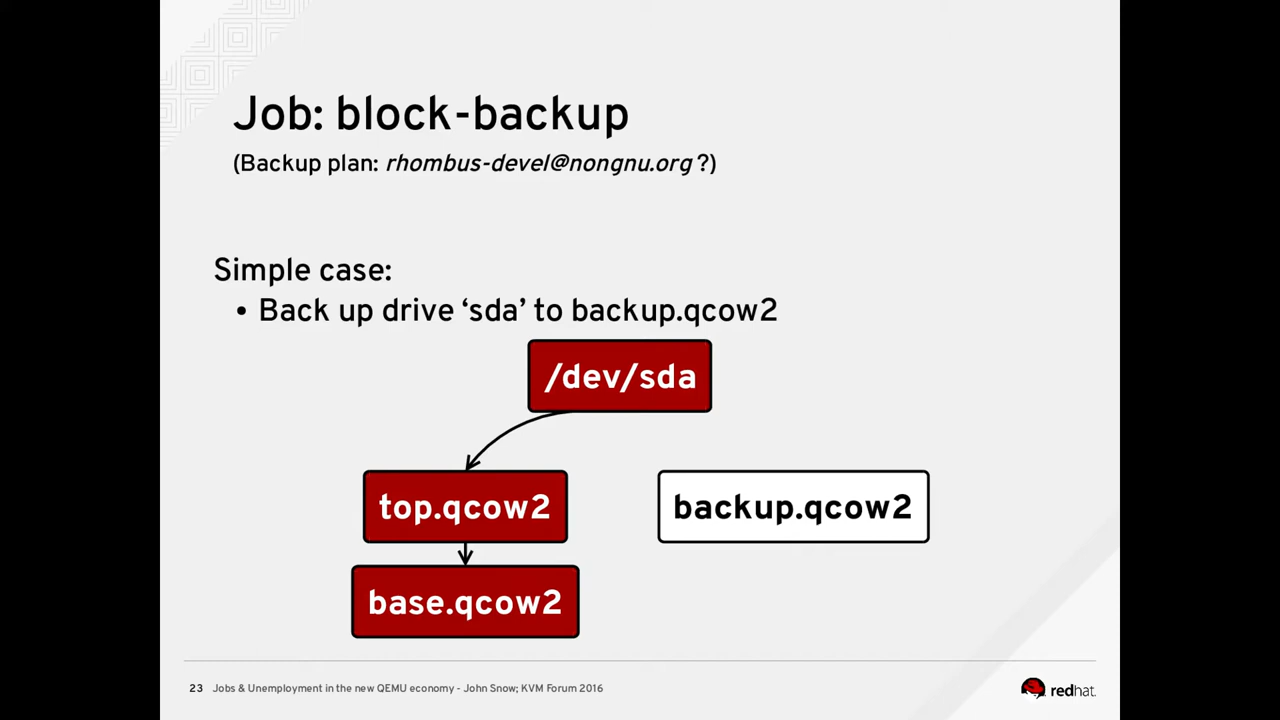 Job: block-backup
(Backup plan: rhombus-devel@nongnu.org ?)
Simple case:
• Back up drive ‘sda’ to backup.qcow2
/dev/sda
top.qcow2
backup.qcow2
base.qcow2
23 Jobs & Unemployment in the new QEMU economy - John Snow; KVM Forum 2016
redhat.